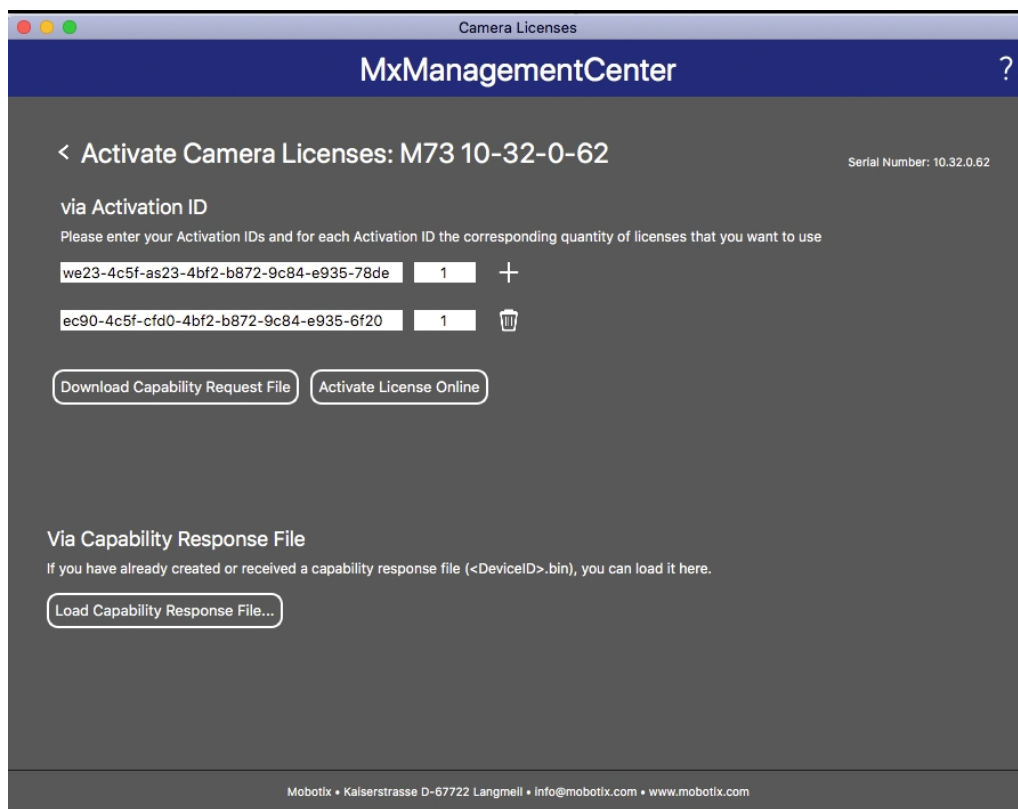 Camera Licenses
MxManagementCenter
?
< Activate Camera Licenses: M73 10-32-0-62
Serial Number: 10.32.0.62
via Activation ID
Please enter your Activation IDs and for each Activation ID the corresponding quantity of licenses that you want to use
we23-4c5f-as23-4bf2-b872-9c84-e935-78de 1 +
ec90-4c5f-cfd0-4bf2-b872-9c84-e935-6f20 1
Download Capability Request File Activate License Online
Via Capability Response File
If you have already created or received a capability response file (<DeviceID>.bin), you can load it here.
Load Capability Response File...
Mobotix • Kaiserstrasse D-67722 Langmeil • info@mobotix.com • www.mobotix.com